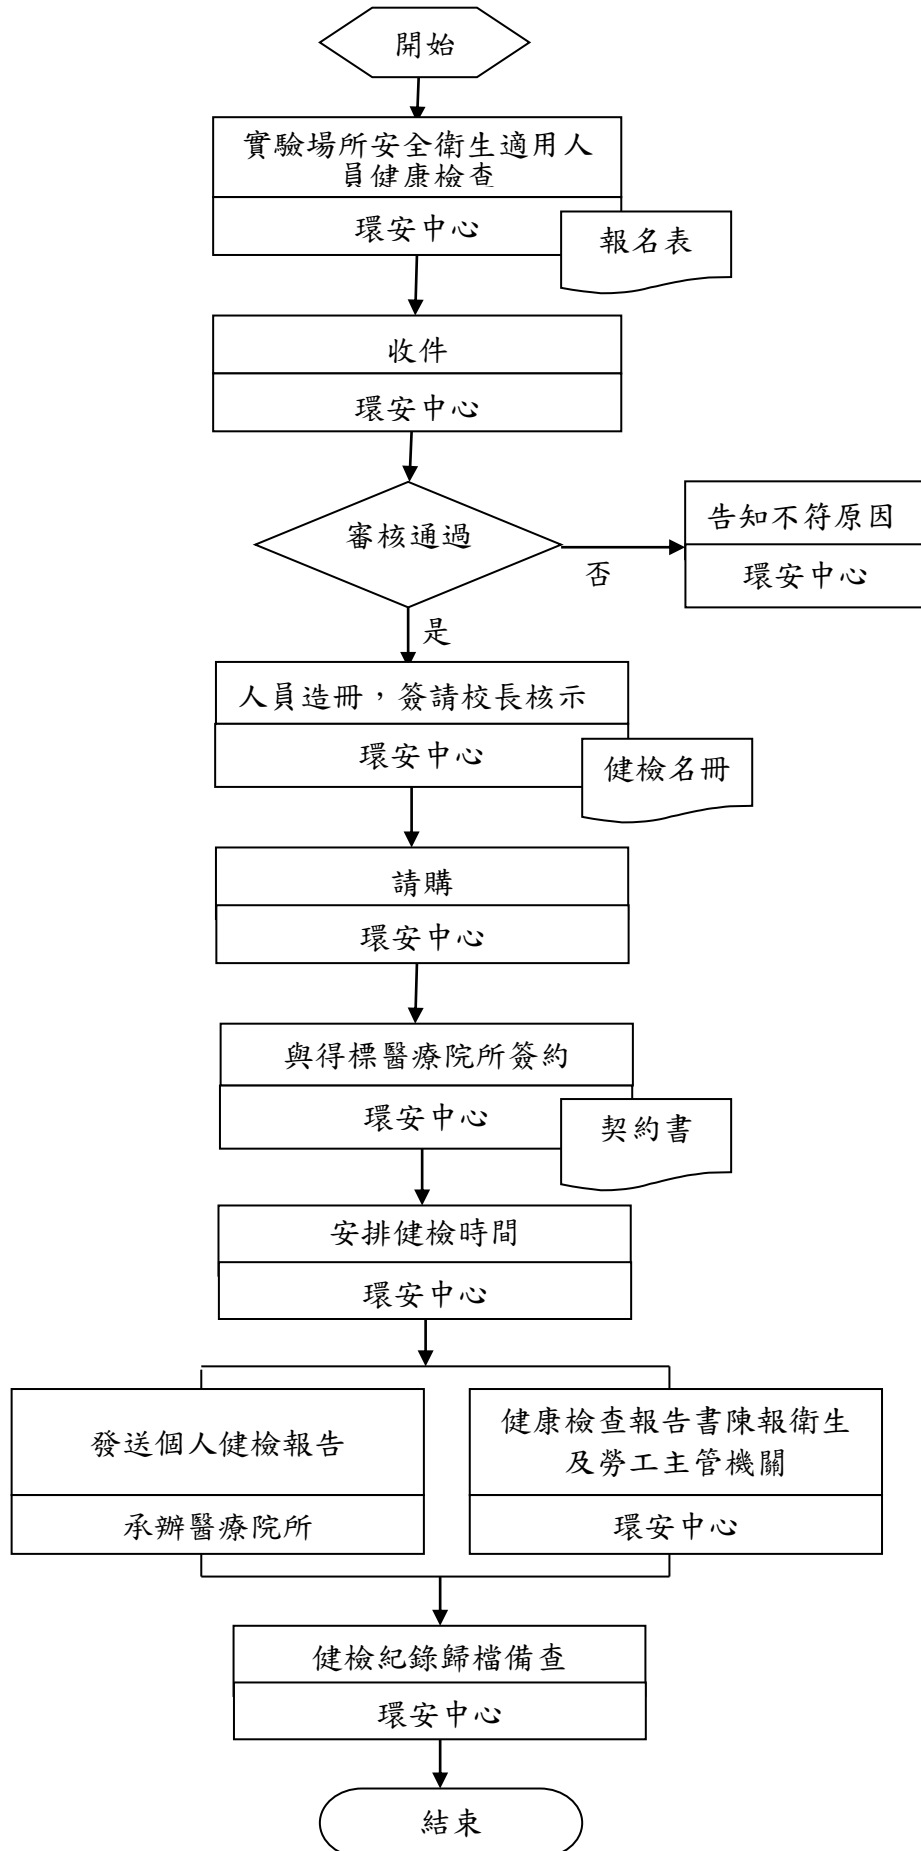 開始
實驗場所安全衛生適用人
員健康檢查
環安中心
報名表
收件
環安中心
審核通過
否
告知不符原因
環安中心
是
人員造冊，簽請校長核示
環安中心
健檢名冊
請購
環安中心
與得標醫療院所簽約
環安中心
契約書
安排健檢時間
環安中心
發送個人健檢報告
承辦醫療院所
健康檢查報告書陳報衛生
及勞工主管機關
環安中心
健檢紀錄歸檔備查
環安中心
結束